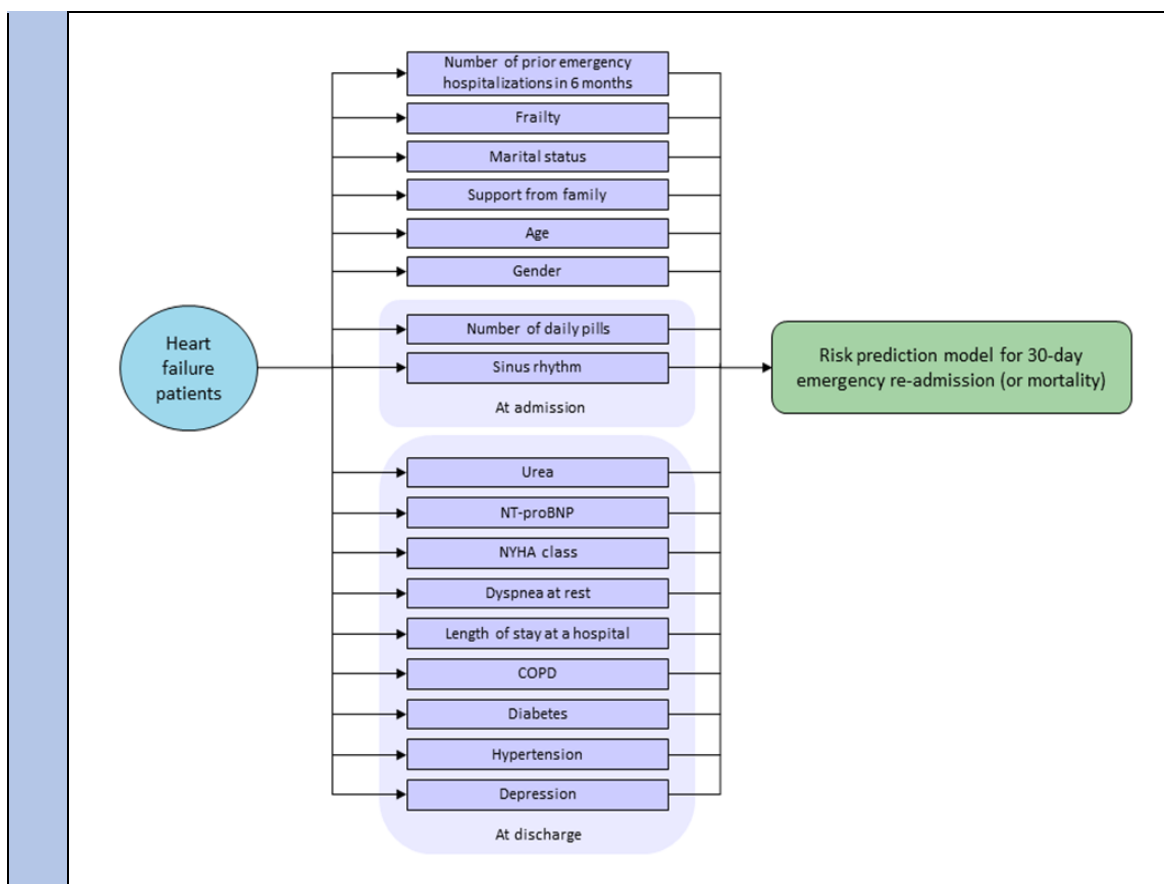 Number of prior emergency
hospitalizations in 6 months
Frailty
Marital status
Support from family
Age
Gender
Number of daily pills
Sinus rhythm
At admission
Heart
failure
patients
Risk prediction model for 30-day
emergency re-admission (or mortality)
Urea
NT-proBNP
NYHA class
Dyspnea at rest
Length of stay at a hospital
COPD
Diabetes
Hypertension
Depression
At discharge